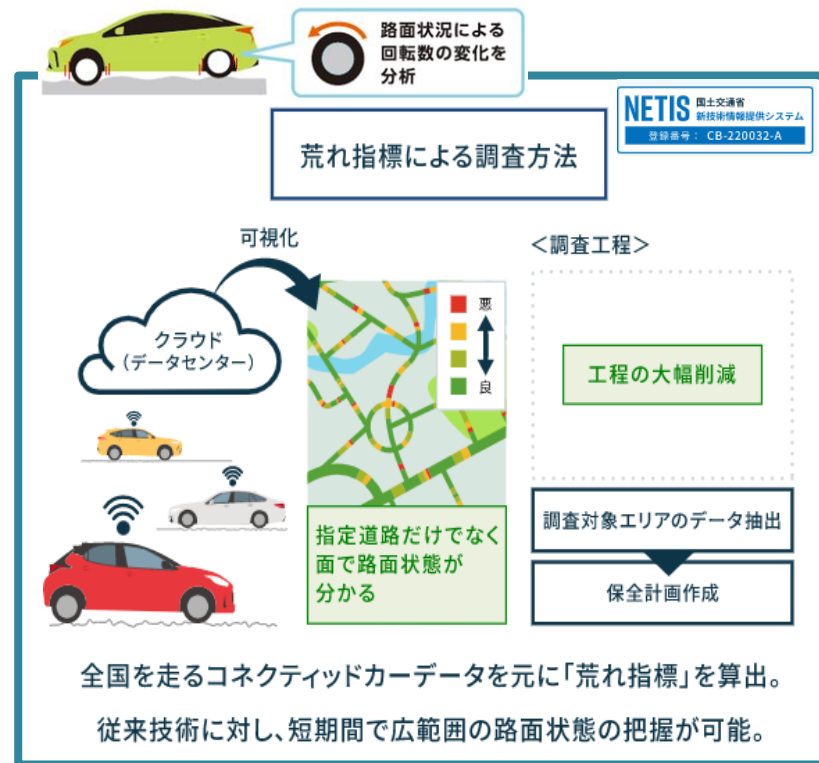 路面状況による
回転数の変化を
分析
NETIS 国土交通省
新技術情報提供システム
登録番号： CB-220032-A
荒れ指標による調査方法
可視化
クラウド
（データセンター）
悪
良
指定道路だけでなく
面で路面状態が
分かる
＜調査工程＞
工程の大幅削減
調査対象エリアのデータ抽出
保全計画作成
全国を走るコネクティッドカーデータを元に「荒れ指標」を算出。
従来技術に対し、短期間で広範囲の路面状態の把握が可能。